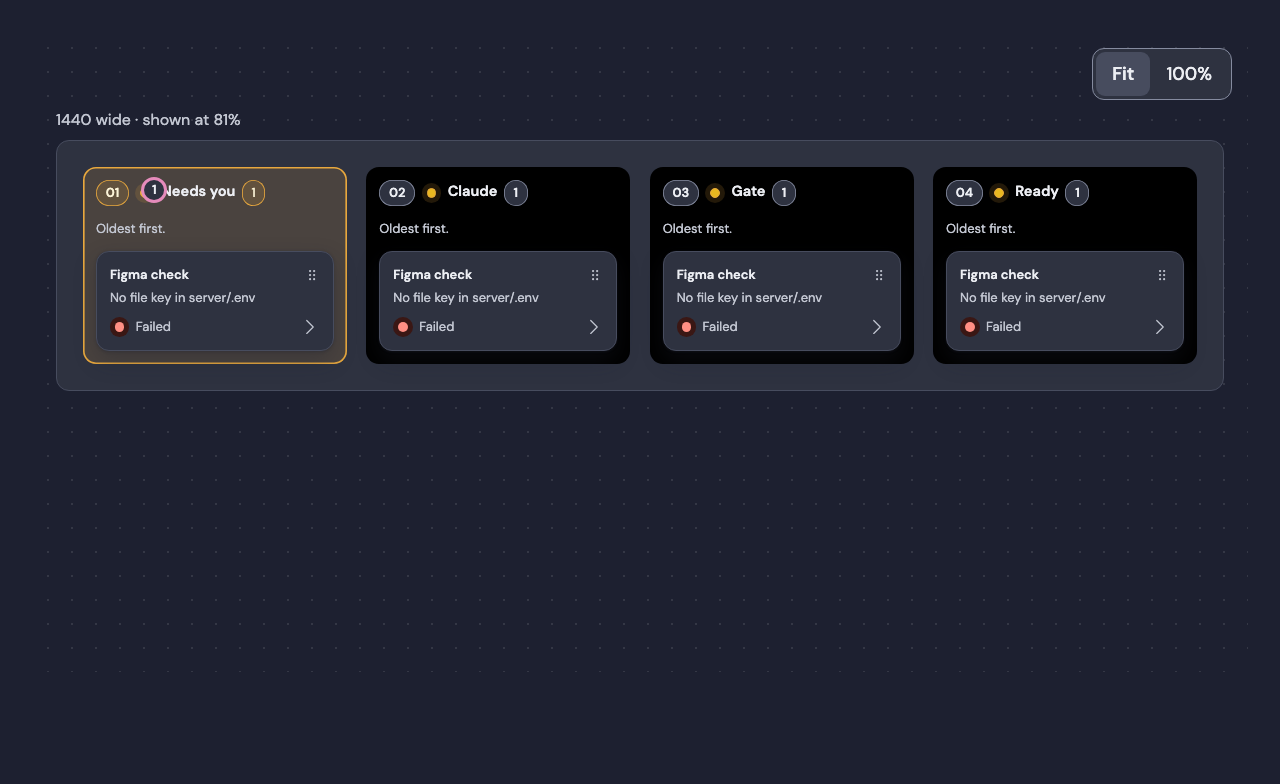 Fit 100%
1440 wide · shown at 81%
01 1 Needs you 1
Oldest first.
Figma check
No file key in server/.env
Failed
02 Claude 1
Oldest first.
Figma check
No file key in server/.env
Failed
03 Gate 1
Oldest first.
Figma check
No file key in server/.env
Failed
04 Ready 1
Oldest first.
Figma check
No file key in server/.env
Failed